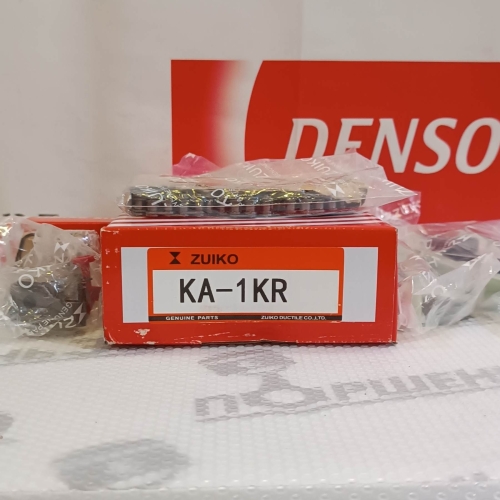 DENSO
ZUIKO
KA-1KR
GENUINE PARTS ZUIKO DUCTILE CO.,LTD.
ПОРШЕН